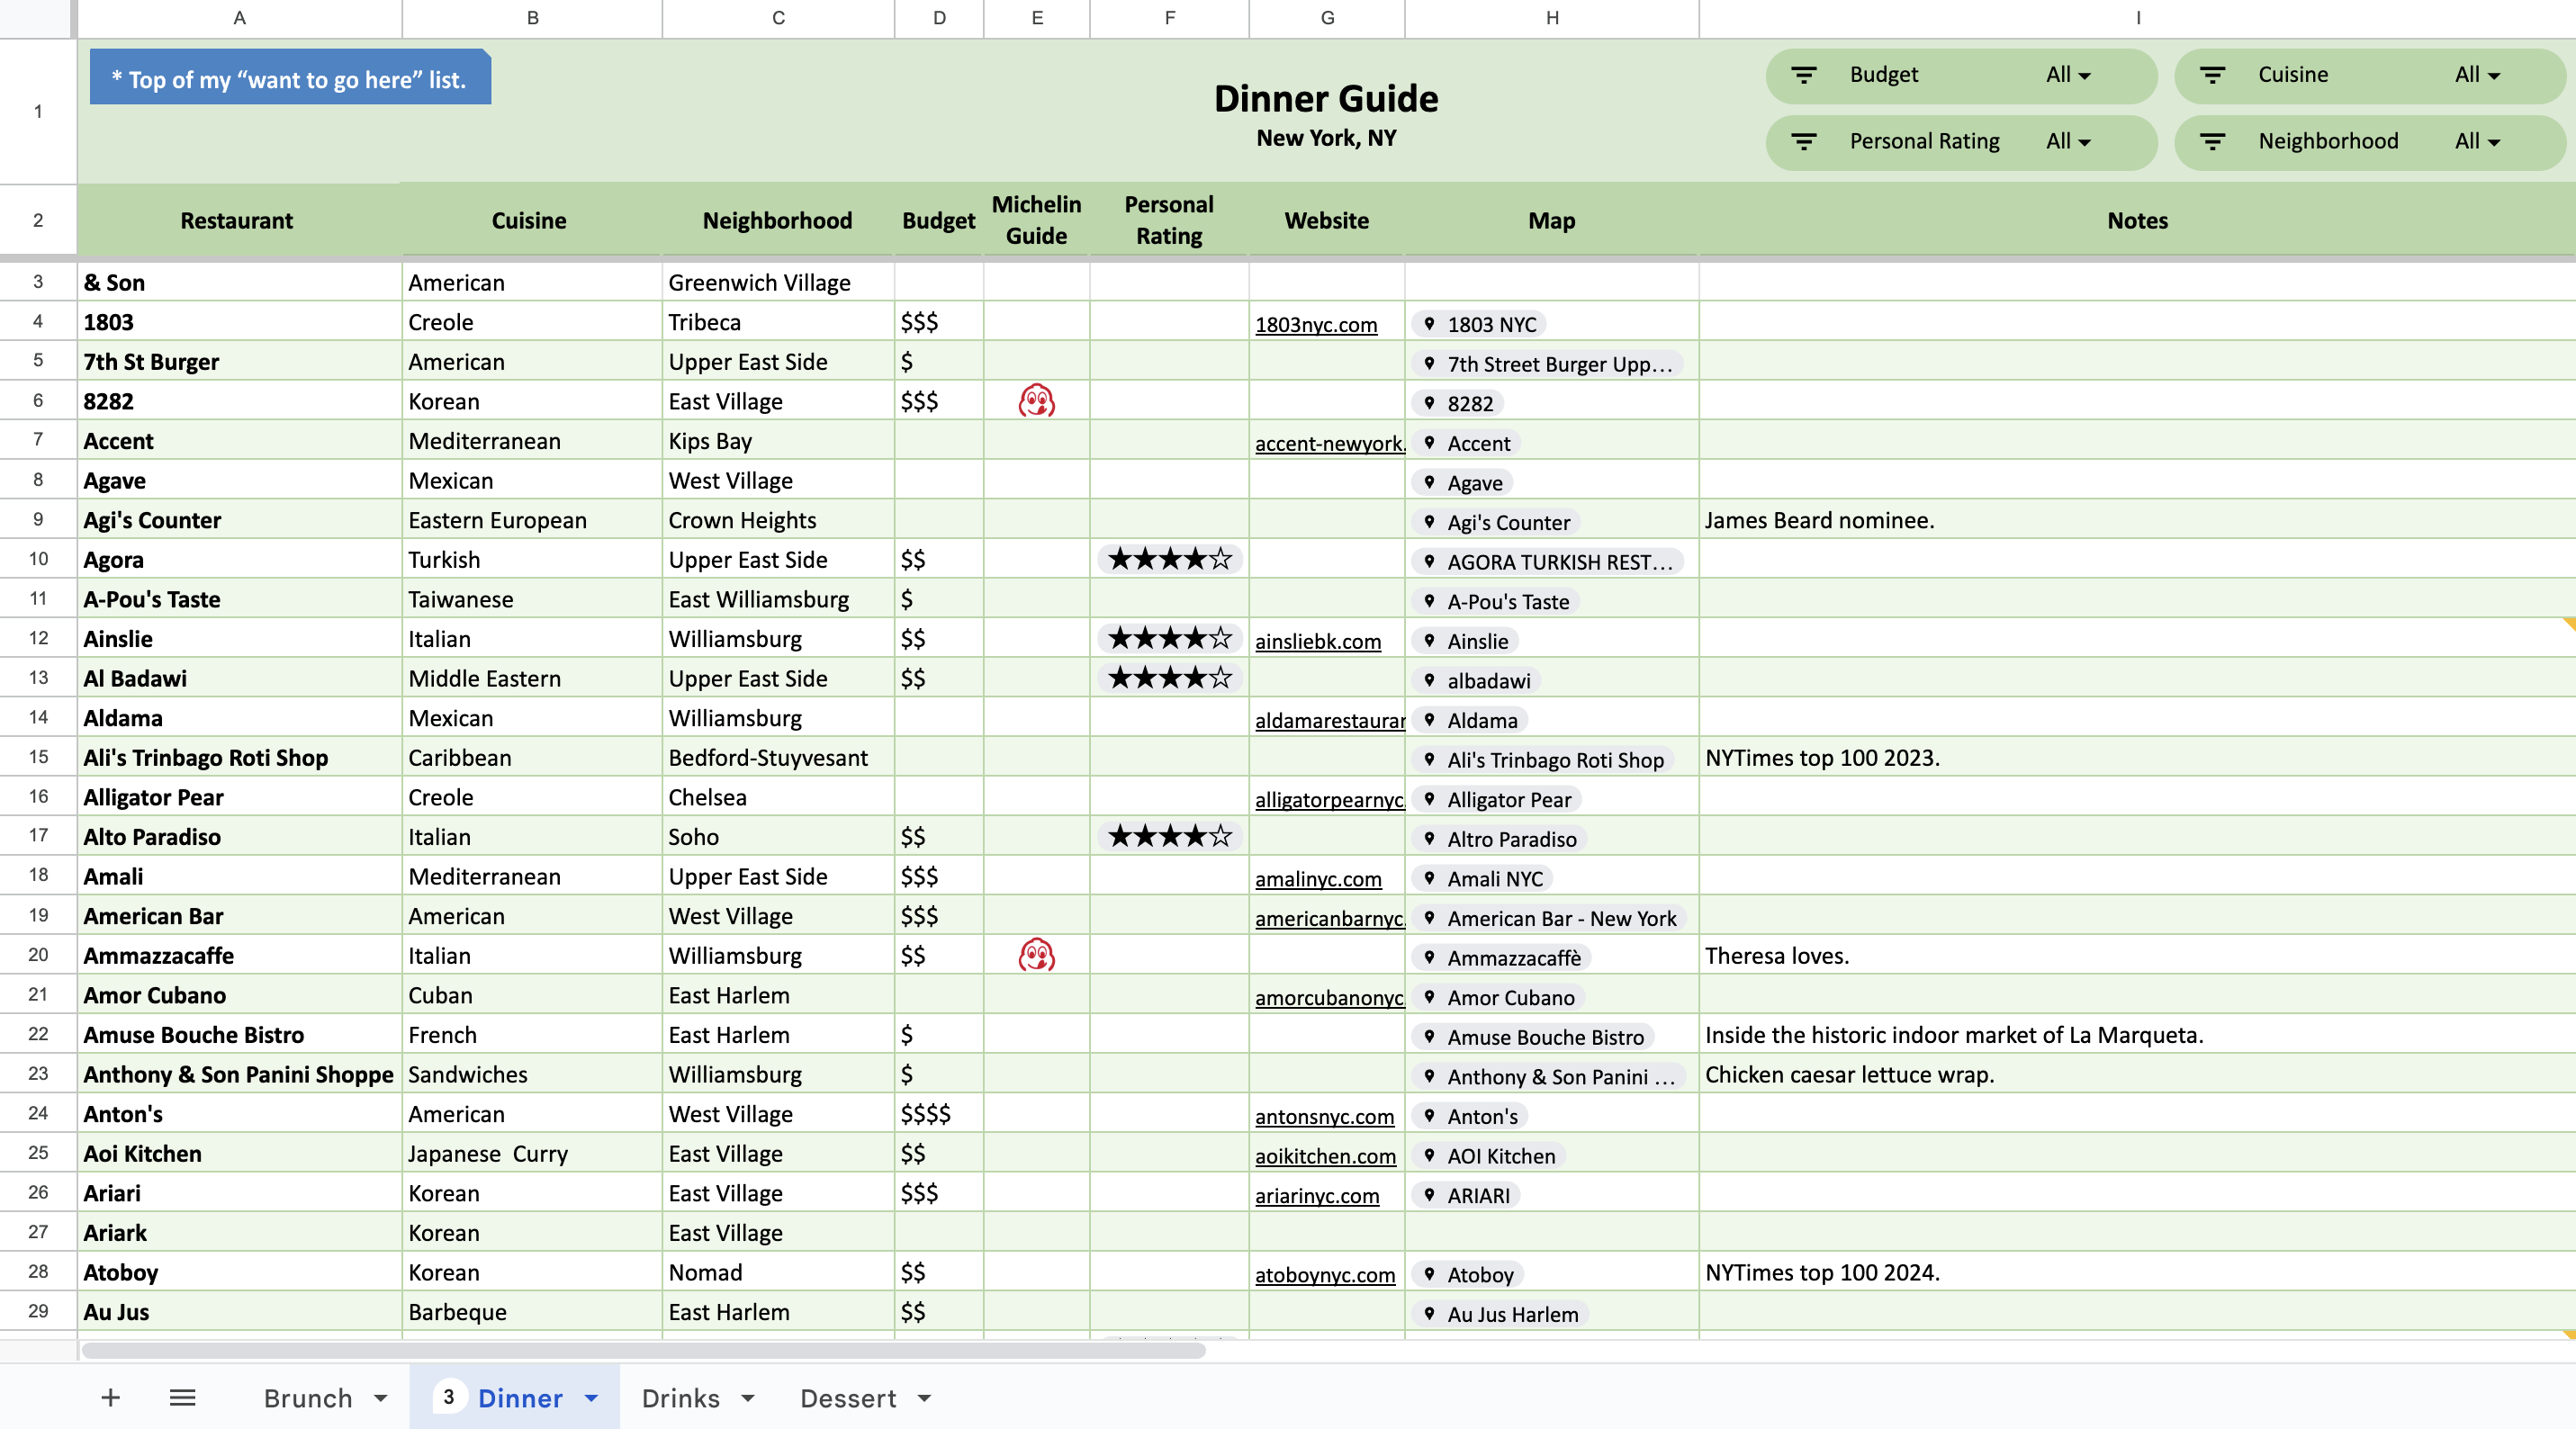 A B C D E F G H I
1
* Top of my “want to go here” list.
Dinner Guide
New York, NY
Budget All
Cuisine All
Personal Rating All
Neighborhood All
2 Restaurant Cuisine Neighborhood Budget Michelin Guide Personal Rating Website Map Notes
3 & Son American Greenwich Village
4 1803 Creole Tribeca $$$ 1803nyc.com 1803 NYC
5 7th St Burger American Upper East Side $ 7th Street Burger Upp...
6 8282 Korean East Village $$$ 8282
7 Accent Mediterranean Kips Bay accent-newyork. Accent
8 Agave Mexican West Village Agave
9 Agi's Counter Eastern European Crown Heights Agi's Counter James Beard nominee.
10 Agora Turkish Upper East Side $$ ★★★★☆ AGORA TURKISH REST...
11 A-Pou's Taste Taiwanese East Williamsburg $ A-Pou's Taste
12 Ainslie Italian Williamsburg $$ ★★★★☆ ainsliebk.com Ainslie
13 Al Badawi Middle Eastern Upper East Side $$ ★★★★☆ albadawi
14 Aldama Mexican Williamsburg aldamarestaurar Aldama
15 Ali's Trinbago Roti Shop Caribbean Bedford-Stuyvesant Ali's Trinbago Roti Shop NYTimes top 100 2023.
16 Alligator Pear Creole Chelsea alligatorpearnyc. Alligator Pear
17 Alto Paradiso Italian Soho $$ ★★★★☆ Altro Paradiso
18 Amali Mediterranean Upper East Side $$$ amalinyc.com Amali NYC
19 American Bar American West Village $$$ americanbarnyc. American Bar - New York
20 Ammazzacaffe Italian Williamsburg $$ Ammazzacaffè Theresa loves.
21 Amor Cubano Cuban East Harlem amorcubanonyc. Amor Cubano
22 Amuse Bouche Bistro French East Harlem $ Amuse Bouche Bistro Inside the historic indoor market of La Marqueta.
23 Anthony & Son Panini Shoppe Sandwiches Williamsburg $ Anthony & Son Panini ... Chicken caesar lettuce wrap.
24 Anton's American West Village $$$$ antonsnyc.com Anton's
25 Aoi Kitchen Japanese  Curry East Village $$ aoikitchen.com AOI Kitchen
26 Ariari Korean East Village $$$ ariarinyc.com ARIARI
27 Ariark Korean East Village
28 Atoboy Korean Nomad $$ atoboynyc.com Atoboy NYTimes top 100 2024.
29 Au Jus Barbeque East Harlem $$ Au Jus Harlem
+ Brunch 3 Dinner Drinks Dessert